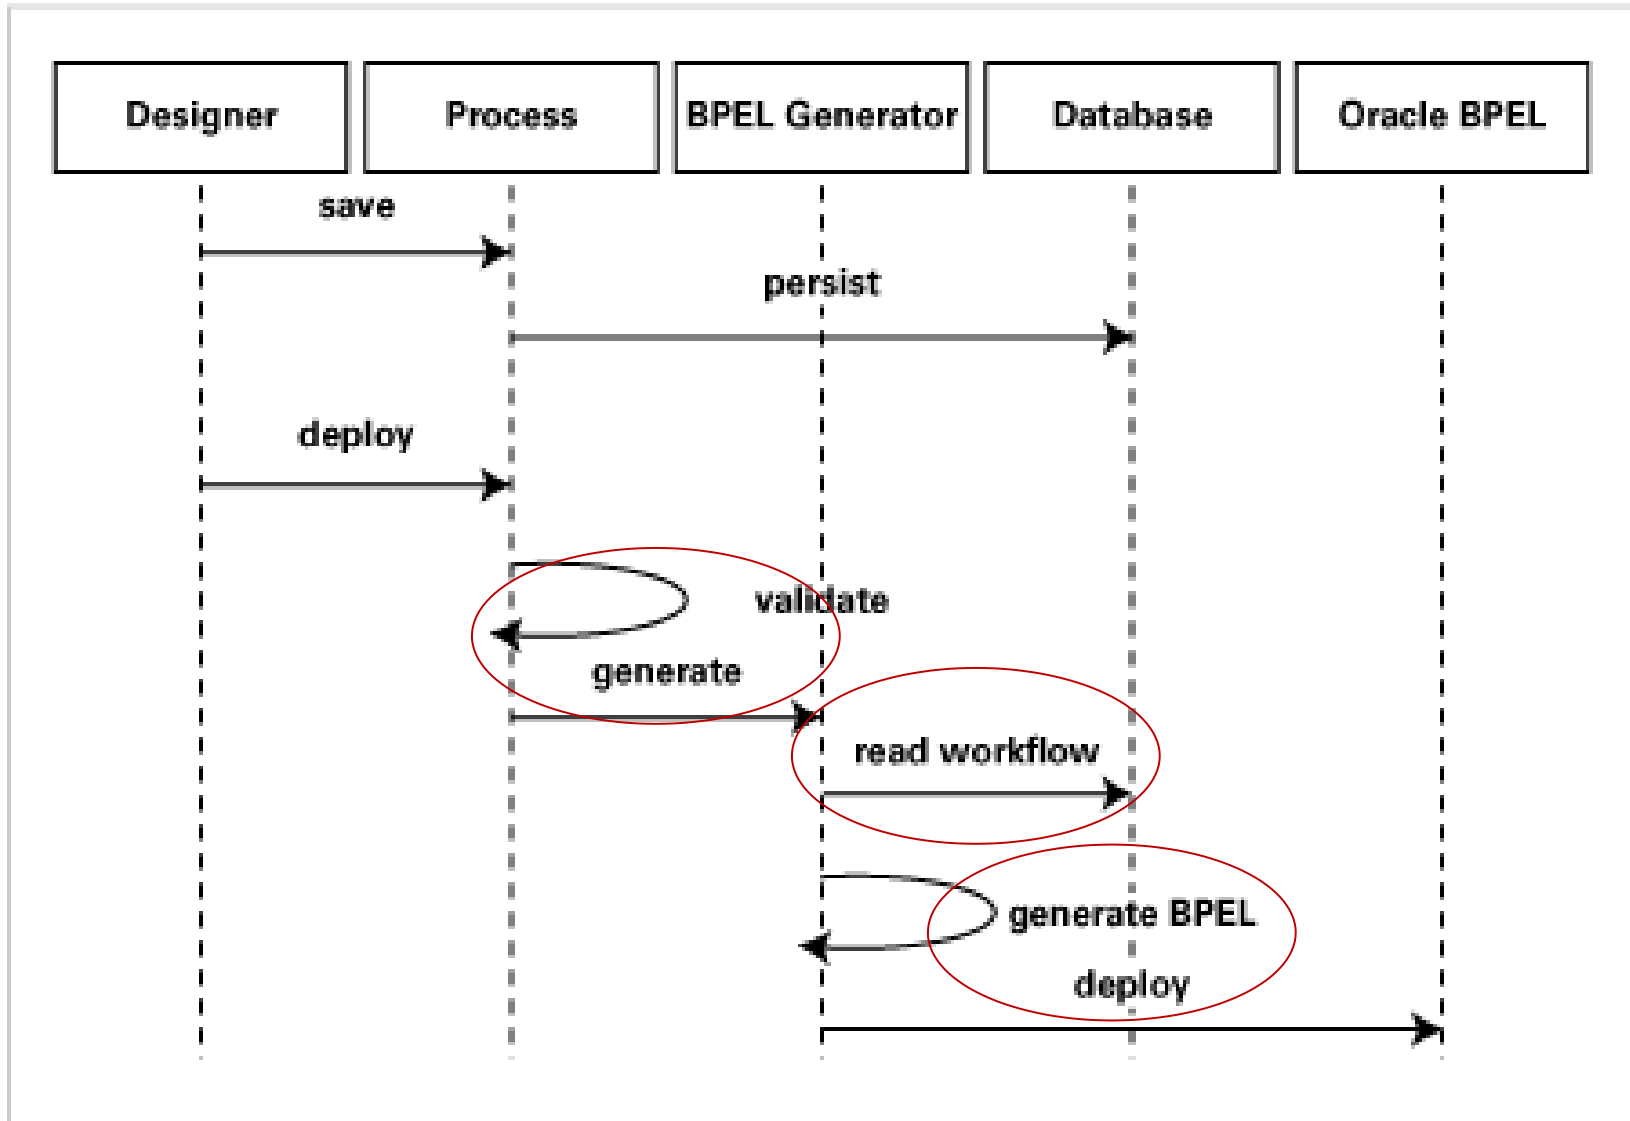 Designer
Process
BPEL Generator
Database
Oracle BPEL
save
persist
deploy
validate
generate
read workflow
generate BPEL
deploy